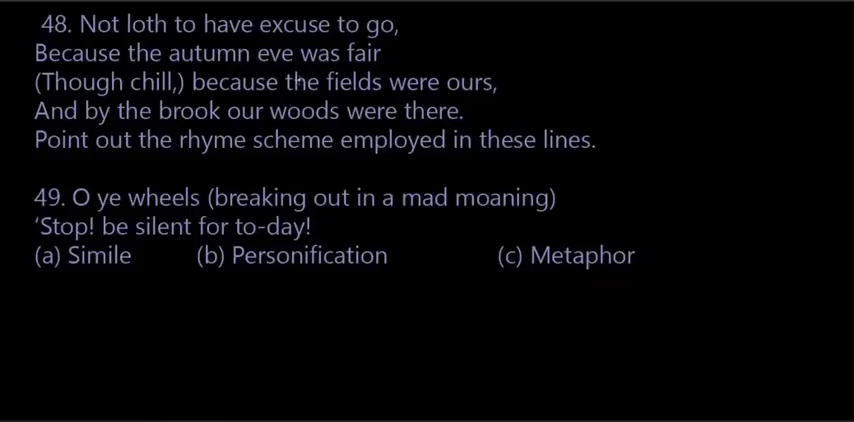 48. Not loth to have excuse to go,
Because the autumn eve was fair
(Though chill,) because the fields were ours,
And by the brook our woods were there.
Point out the rhyme scheme employed in these lines.
49. O ye wheels (breaking out in a mad moaning)
‘Stop! be silent for to-day!
(a) Simile (b) Personification (c) Metaphor